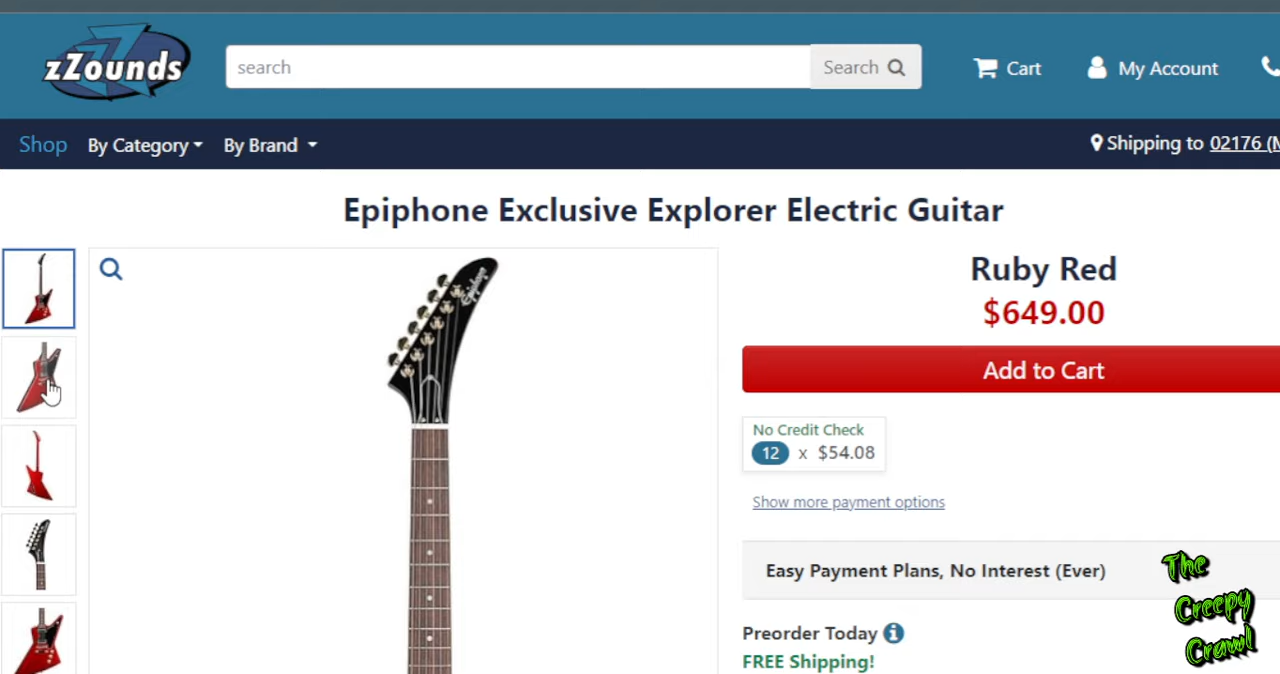 zZounds
search
Search
Cart
My Account
Shop
By Category
By Brand
Shipping to 02176
Epiphone Exclusive Explorer Electric Guitar
Epiphone
Ruby Red
$649.00
Add to Cart
No Credit Check
12 x $54.08
Show more payment options
Easy Payment Plans, No Interest (Ever)
Preorder Today
FREE Shipping!
The
Creepy
Crawl